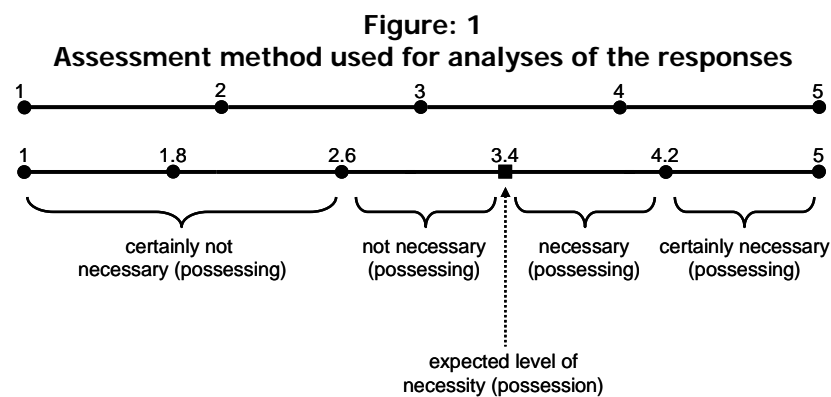 Figure: 1
Assessment method used for analyses of the responses
1 2 3 4 5
1 1.8 2.6 3.4 4.2 5
certainly not
necessary (possessing)
not necessary
(possessing)
necessary
(possessing)
certainly necessary
(possessing)
expected level of
necessity (possession)